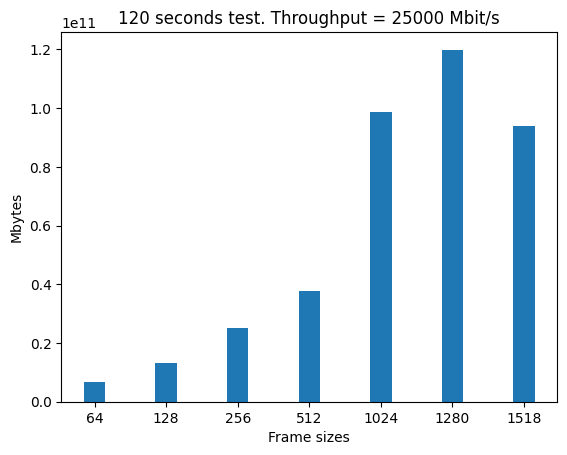 120 seconds test. Throughput = 25000 Mbit/s
1e11
1.2
1.0
0.8
0.6
0.4
0.2
0.0
Mbytes
64 128 256 512 1024 1280 1518
Frame sizes